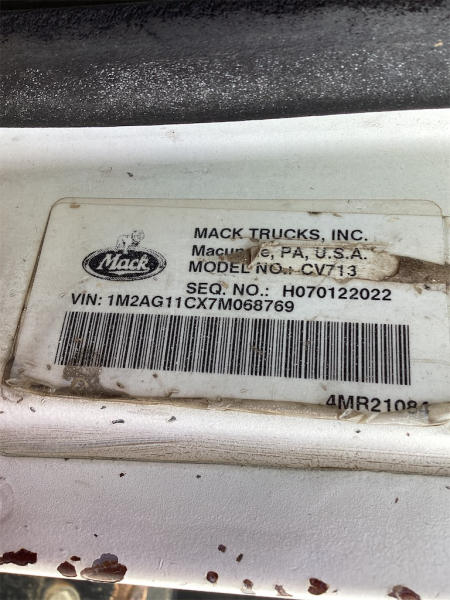 MACK TRUCKS, INC.
PA, U.S.A.
Mack
MODEL NO.: CV713
SEQ. NO.: H070122022
VIN: 1M2AG11CX7M068769
4MR21084